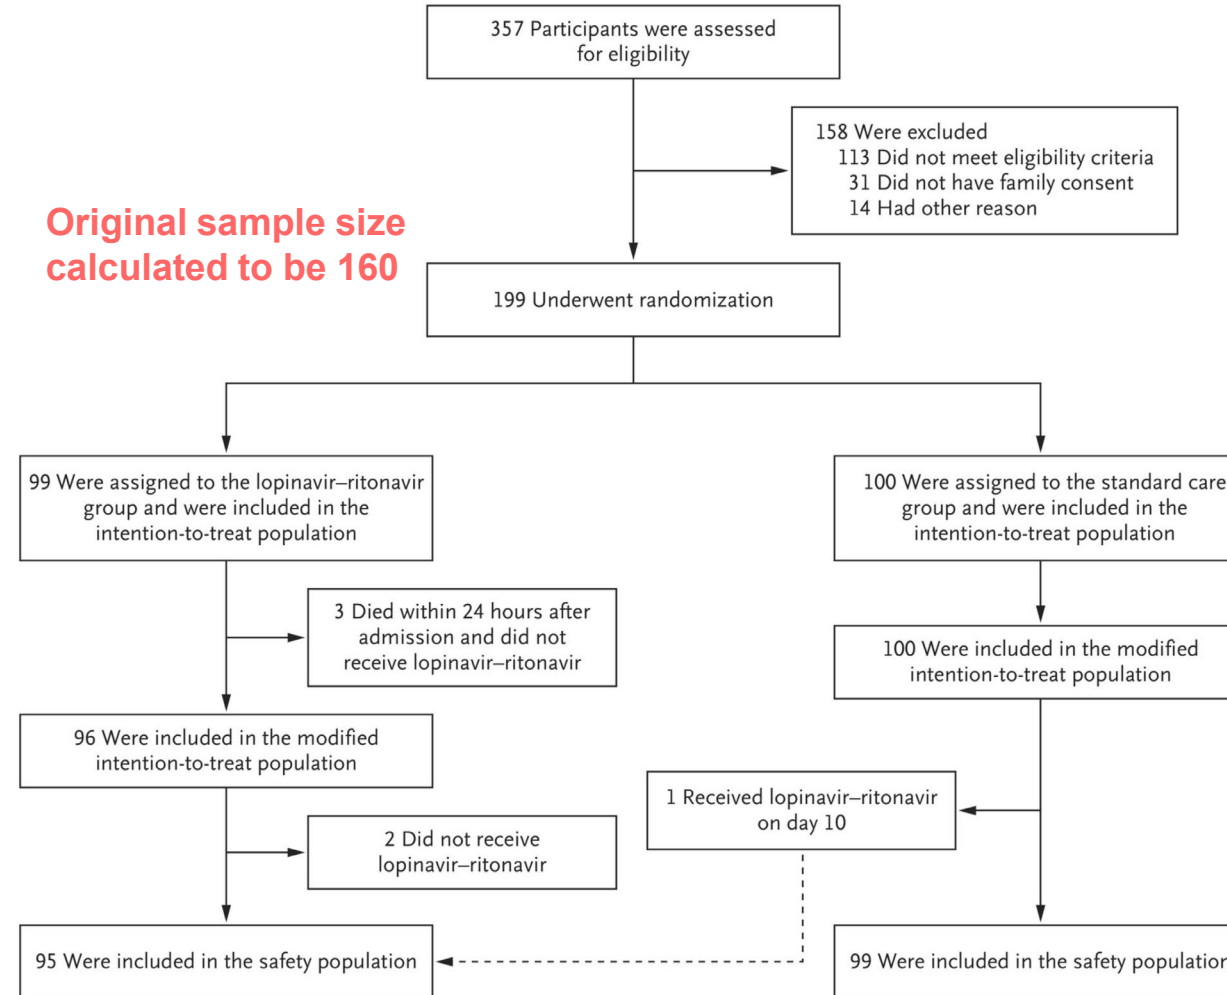 357 Participants were assessed
for eligibility
158 Were excluded
113 Did not meet eligibility criteria
31 Did not have family consent
14 Had other reason
Original sample size
calculated to be 160
199 Underwent randomization
99 Were assigned to the lopinavir–ritonavir
group and were included in the
intention-to-treat population
100 Were assigned to the standard care
group and were included in the
intention-to-treat population
3 Died within 24 hours after
admission and did not
receive lopinavir–ritonavir
100 Were included in the modified
intention-to-treat population
96 Were included in the modified
intention-to-treat population
1 Received lopinavir–ritonavir
on day 10
2 Did not receive
lopinavir–ritonavir
95 Were included in the safety population
99 Were included in the safety population